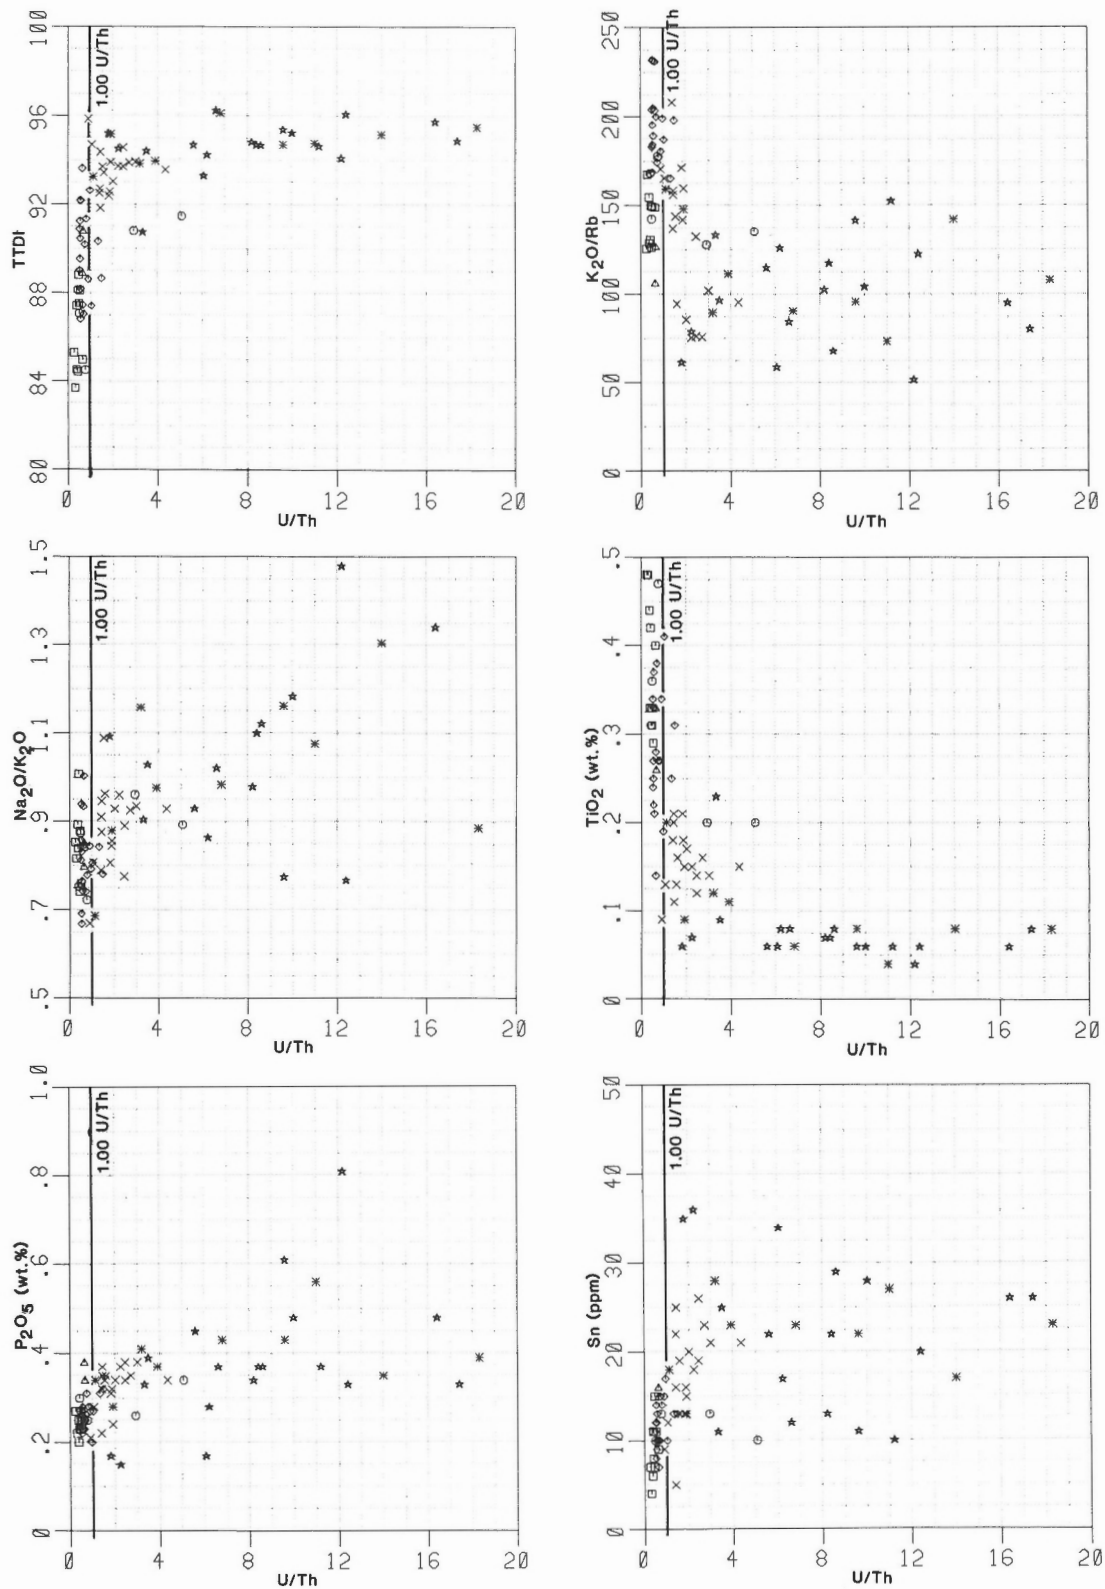 100
96
92
88
84
80
TTDI
1.00 U/Th
0 4 8 12 16 20
U/Th
250
200
150
100
50
0
K₂O/Rb
1.00 U/Th
0 4 8 12 16 20
U/Th
1.5
1.3
1.1
.9
.7
.5
Na₂O/K₂O
1.00 U/Th
0 4 8 12 16 20
U/Th
.5
.4
.3
.2
.1
0
TiO₂ (wt.%)
1.00 U/Th
0 4 8 12 16 20
U/Th
1.0
.8
.6
.4
.2
0
P₂O₅ (wt.%)
1.00 U/Th
0 4 8 12 16 20
U/Th
50
40
30
20
10
0
Sn (ppm)
1.00 U/Th
0 4 8 12 16 20
U/Th